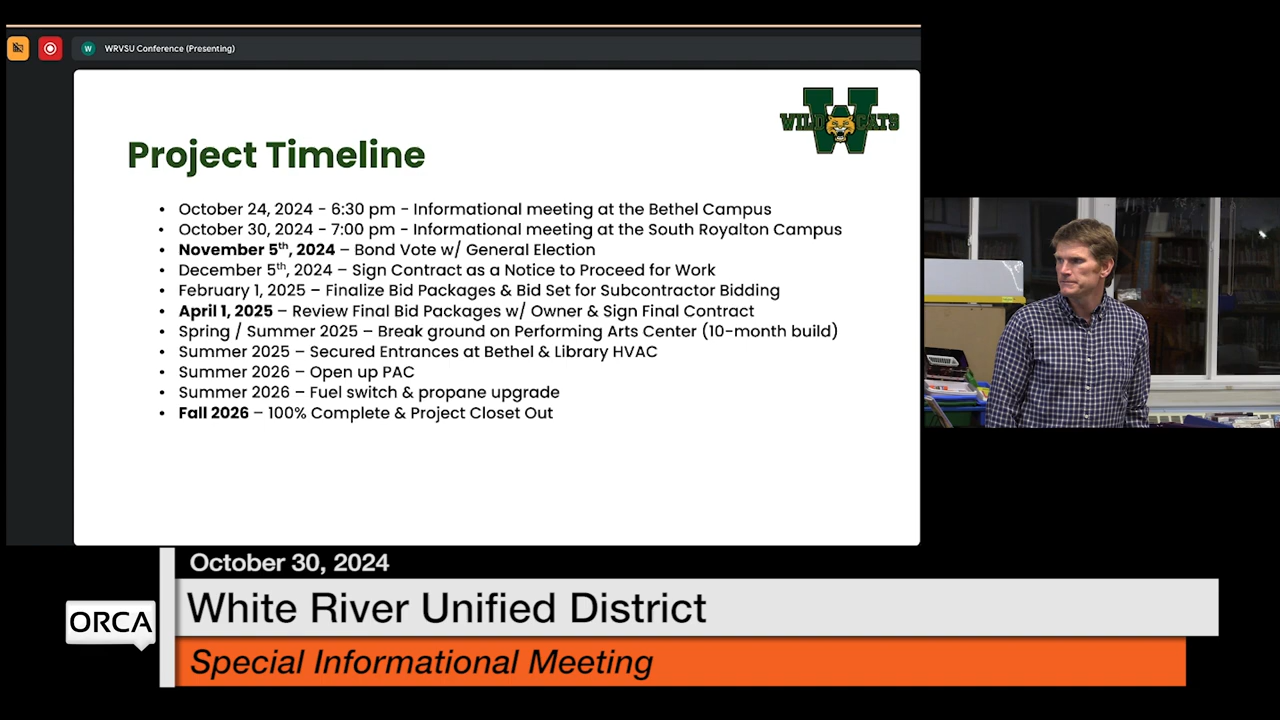 W WRVSU Conference (Presenting)
W
WILDCATS
Project Timeline
• October 24, 2024 - 6:30 pm - Informational meeting at the Bethel Campus
• October 30, 2024 - 7:00 pm - Informational meeting at the South Royalton Campus
• November 5th, 2024 – Bond Vote w/ General Election
• December 5th, 2024 – Sign Contract as a Notice to Proceed for Work
• February 1, 2025 – Finalize Bid Packages & Bid Set for Subcontractor Bidding
• April 1, 2025 – Review Final Bid Packages w/ Owner & Sign Final Contract
• Spring / Summer 2025 – Break ground on Performing Arts Center (10-month build)
• Summer 2025 – Secured Entrances at Bethel & Library HVAC
• Summer 2026 – Open up PAC
• Summer 2026 – Fuel switch & propane upgrade
• Fall 2026 – 100% Complete & Project Closet Out
October 30, 2024
ORCA
White River Unified District
Special Informational Meeting